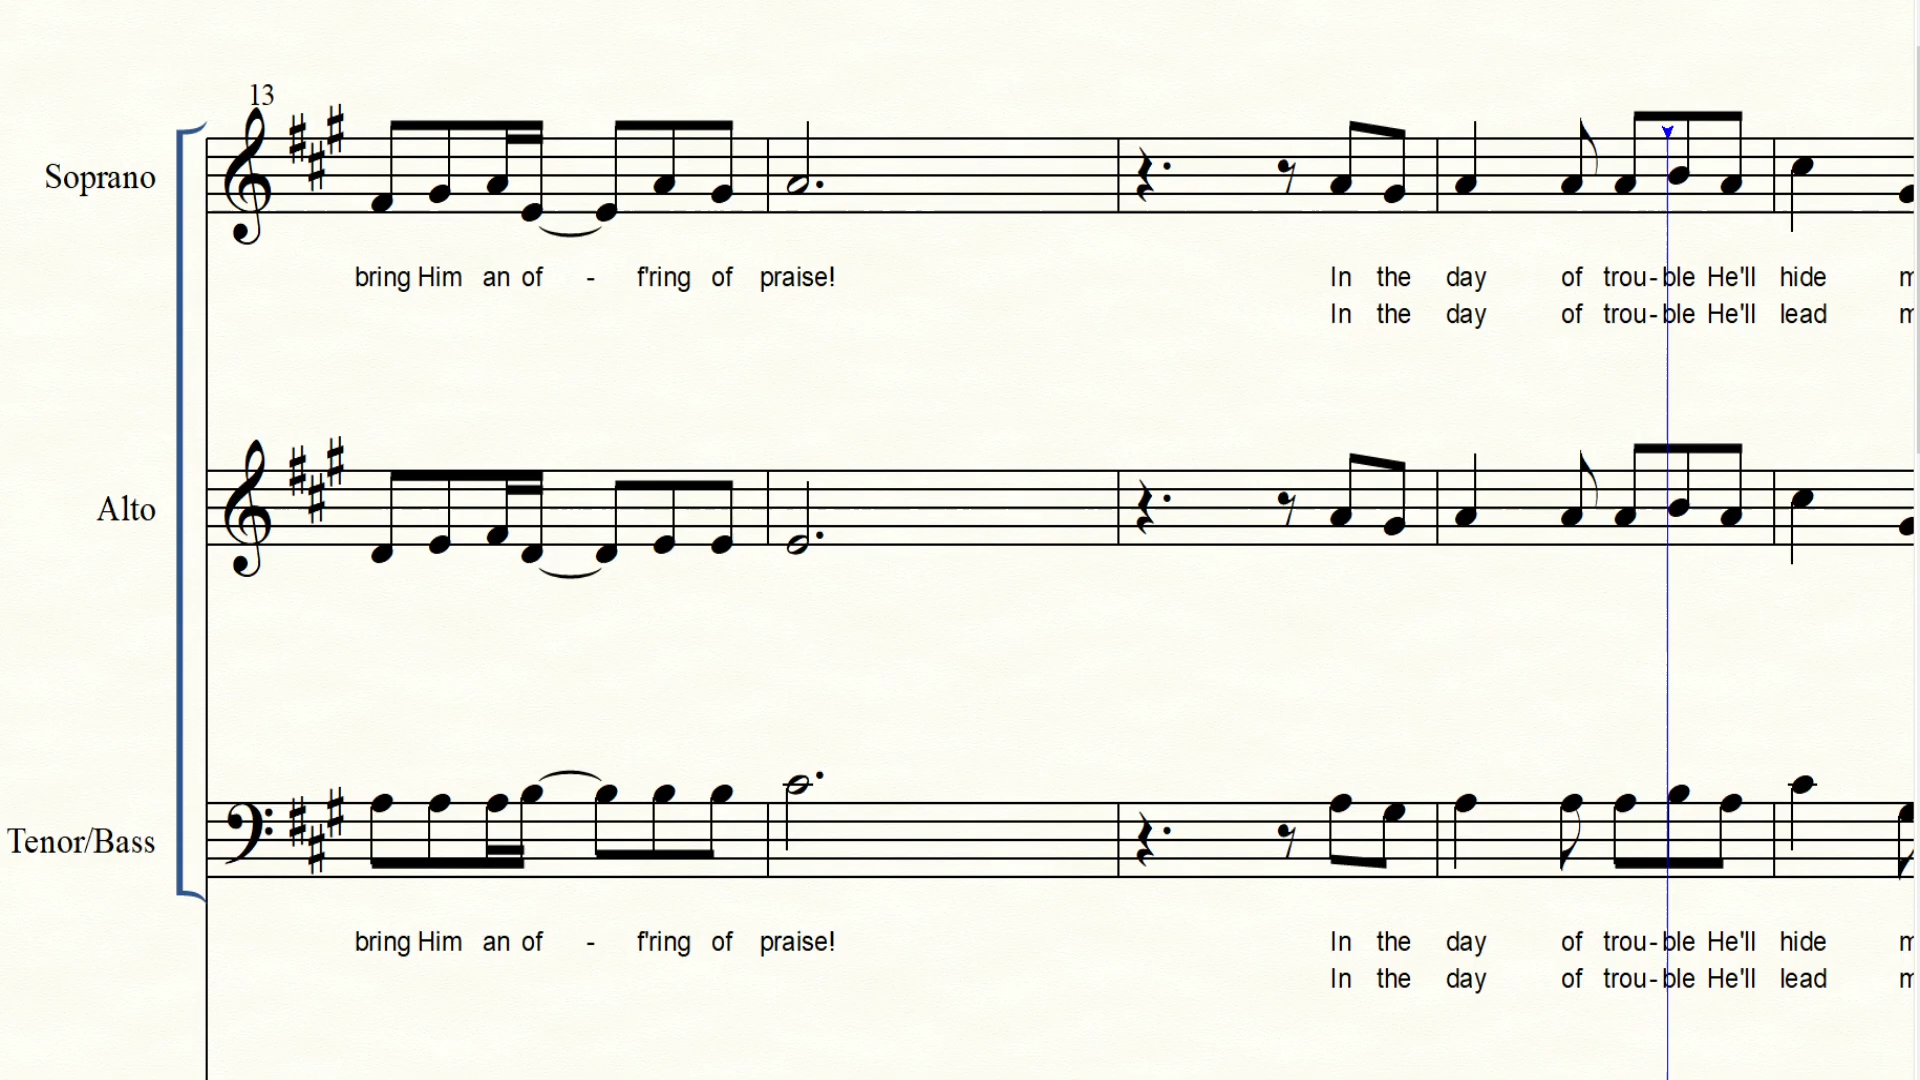 13
Soprano
bring Him an of - f'ring of praise! In the day of trou-ble He'll hide
In the day of trou-ble He'll lead
Alto
Tenor/Bass
bring Him an of - f'ring of praise! In the day of trou-ble He'll hide
In the day of trou-ble He'll lead